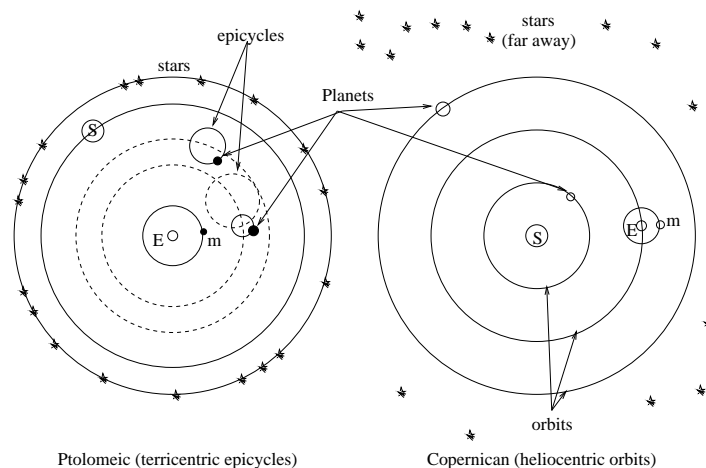 stars
(far away)
epicycles
stars
Planets
S
E
m
S
E
m
orbits
Ptolomeic (terricentric epicycles)
Copernican (heliocentric orbits)